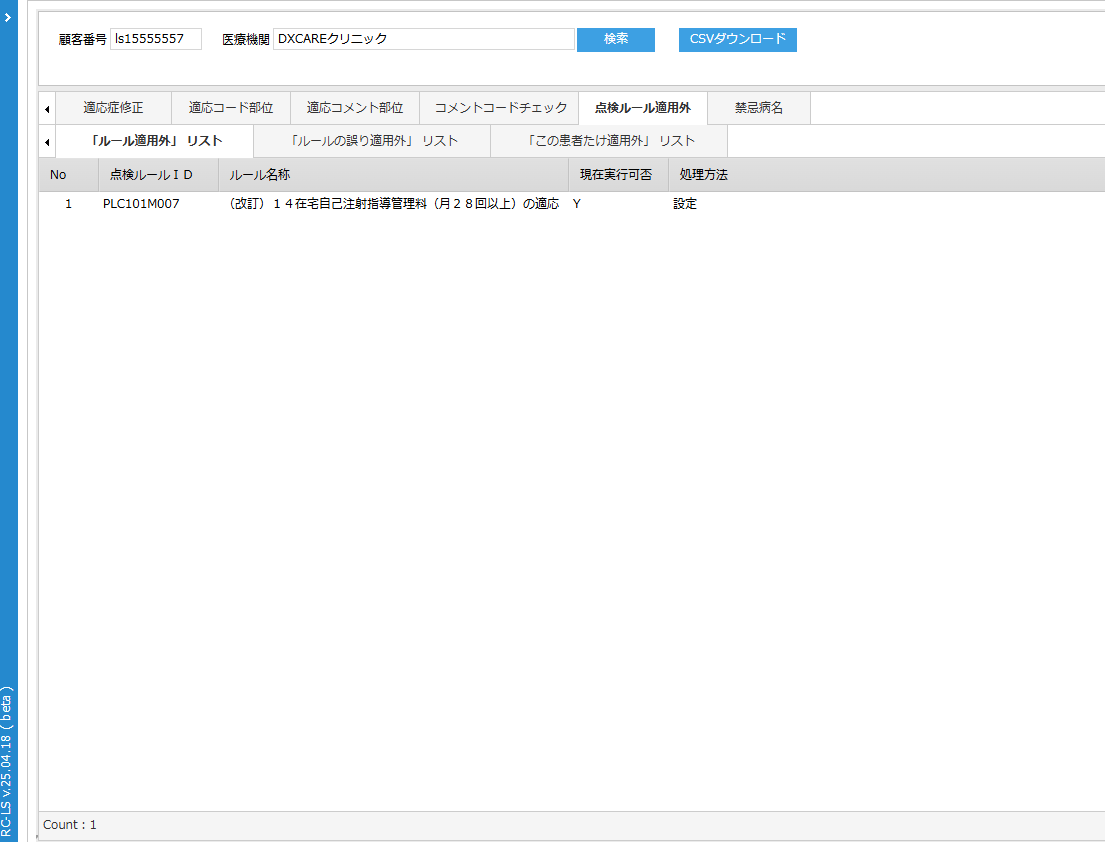 顧客番号 ls15555557 医療機関 DXCAREクリニック 検索 CSVダウンロード
適応症修正 適応コード部位 適応コメント部位 コメントコードチェック 点検ルール適用外 禁忌病名
「ルール適用外」 リスト 「ルールの誤り適用外」 リスト 「この患者たけ適用外」 リスト
No 点検ルールＩＤ ルール名称 現在実行可否 処理方法
1 PLC101M007 （改訂）１４在宅自己注射指導管理料（月２８回以上）の適応 Y 設定
Count : 1
RC-LS v.25.04.18 ( beta )